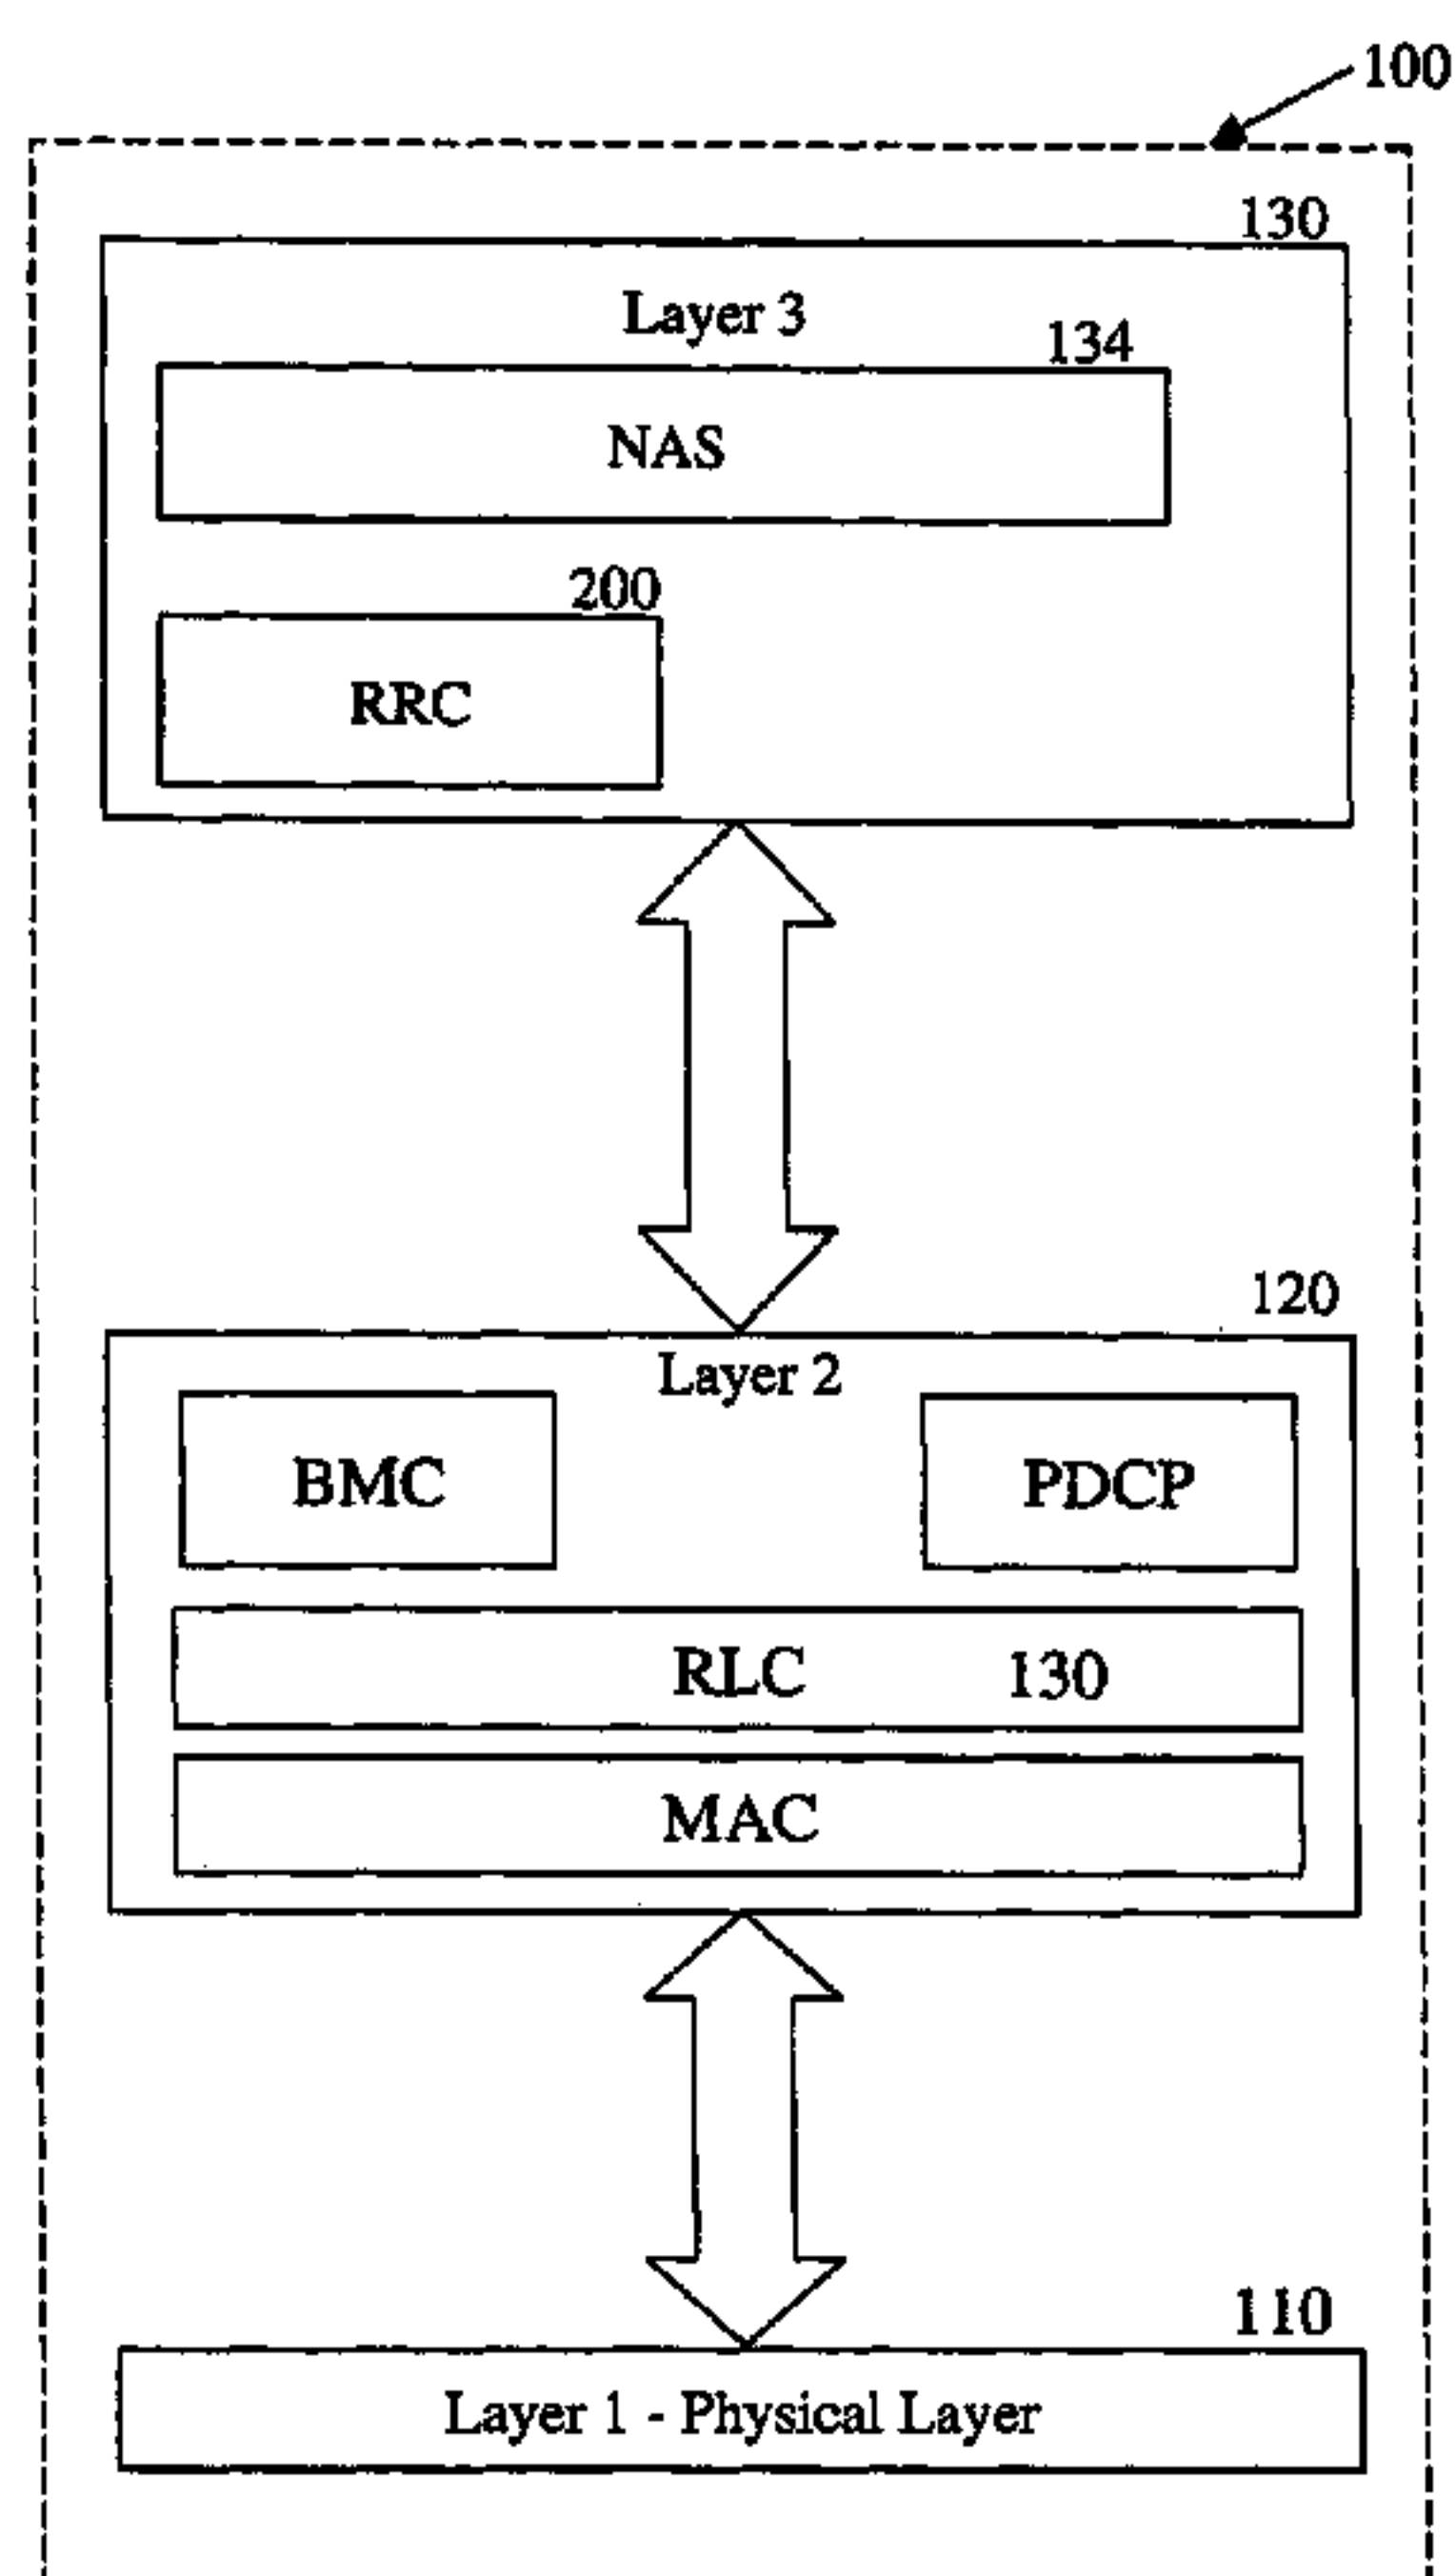 100
130
Layer 3
134
NAS
200
RRC
120
Layer 2
BMC
PDCP
RLC 130
MAC
110
Layer 1 - Physical Layer